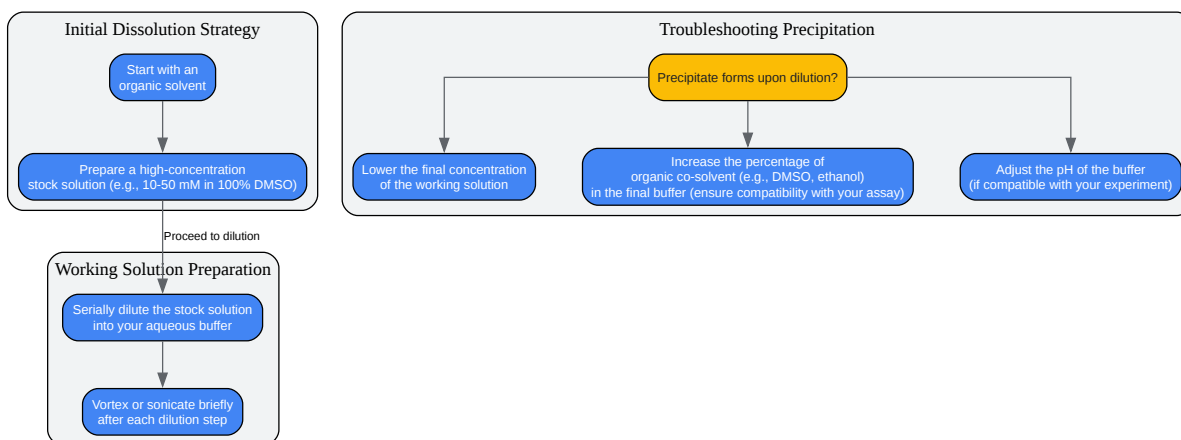 Initial Dissolution Strategy
Start with an
organic solvent
Prepare a high-concentration
stock solution (e.g., 10-50 mM in 100% DMSO)
Proceed to dilution
Working Solution Preparation
Serially dilute the stock solution
into your aqueous buffer
Vortex or sonicate briefly
after each dilution step
Troubleshooting Precipitation
Precipitate forms upon dilution?
Lower the final concentration
of the working solution
Increase the percentage of
organic co-solvent (e.g., DMSO, ethanol)
in the final buffer (ensure compatibility with your assay)
Adjust the pH of the buffer
(if compatible with your experiment)